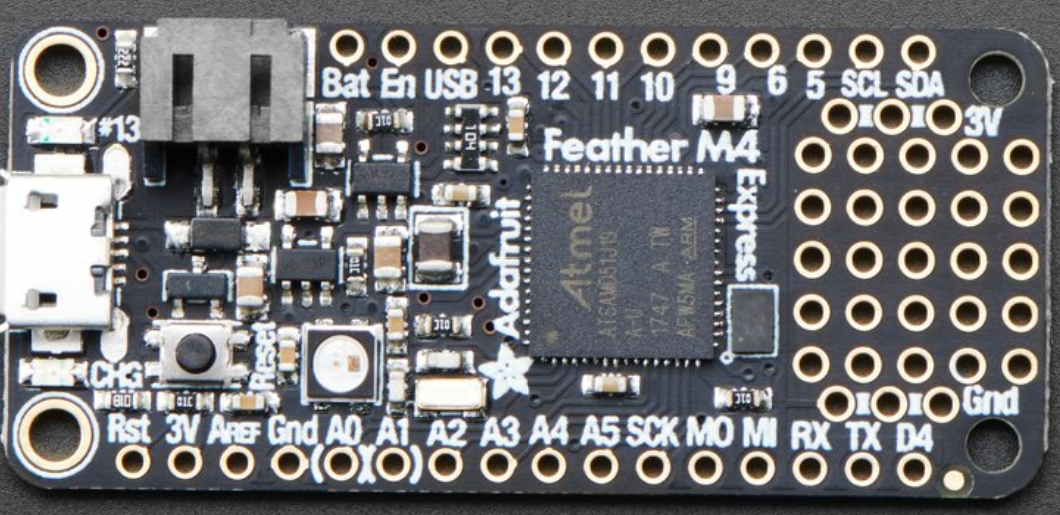 Bat En USB 13 12 11 10 9 6 5 SCL SDA
#13
3V
Feather M4
Express
Adafruit
Atmel
ATSAMD51J19
A-U
1747 A TW
ARM
104
CHG
Reset
Gnd
Rst 3V AREF Gnd A0 A1 A2 A3 A4 A5 SCK MO MI RX TX D4